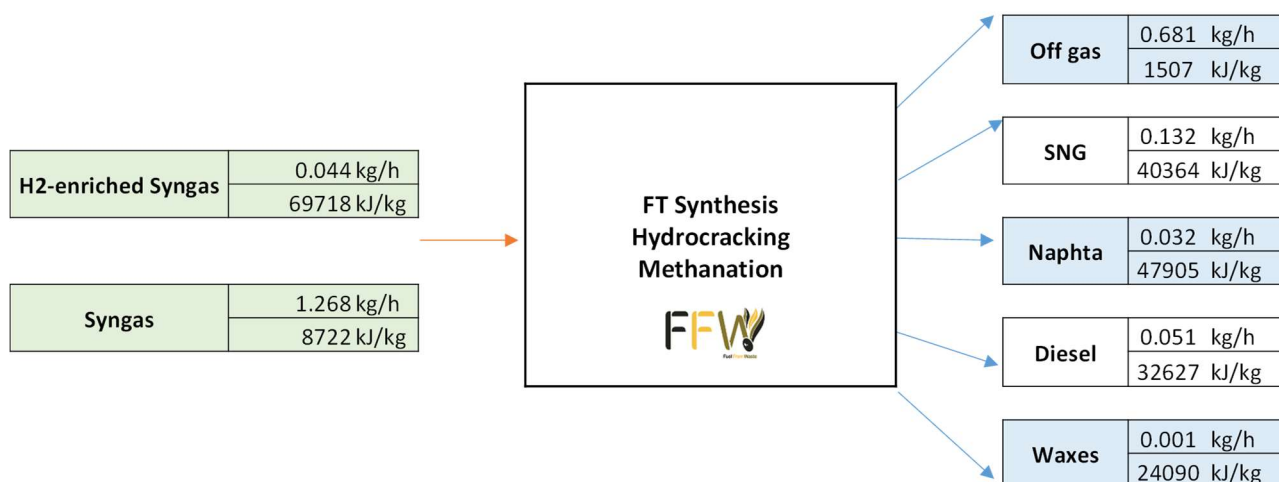 H2-enriched Syngas
0.044 kg/h
69718 kJ/kg
Syngas
1.268 kg/h
8722 kJ/kg
FT Synthesis
Hydrocracking
Methanation
FFW
Fuel From Waste
Off gas
0.681 kg/h
1507 kJ/kg
SNG
0.132 kg/h
40364 kJ/kg
Naphta
0.032 kg/h
47905 kJ/kg
Diesel
0.051 kg/h
32627 kJ/kg
Waxes
0.001 kg/h
24090 kJ/kg